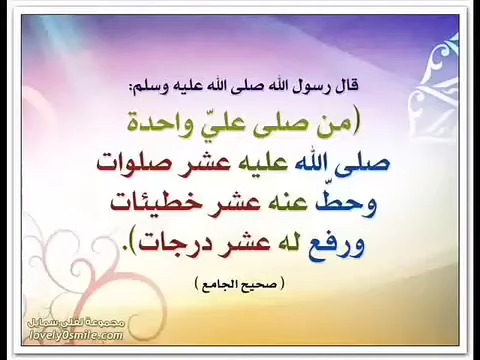 قال رسول الله صلى الله عليه وسلم:
(من صلى عليّ واحدة
صلى الله عليه عشر صلوات
وحطّ عنه عشر خطيئات
ورفع له عشر درجات).
( صحيح الجامع )
مجموعة لفلي سمايل
lovely0smile.com